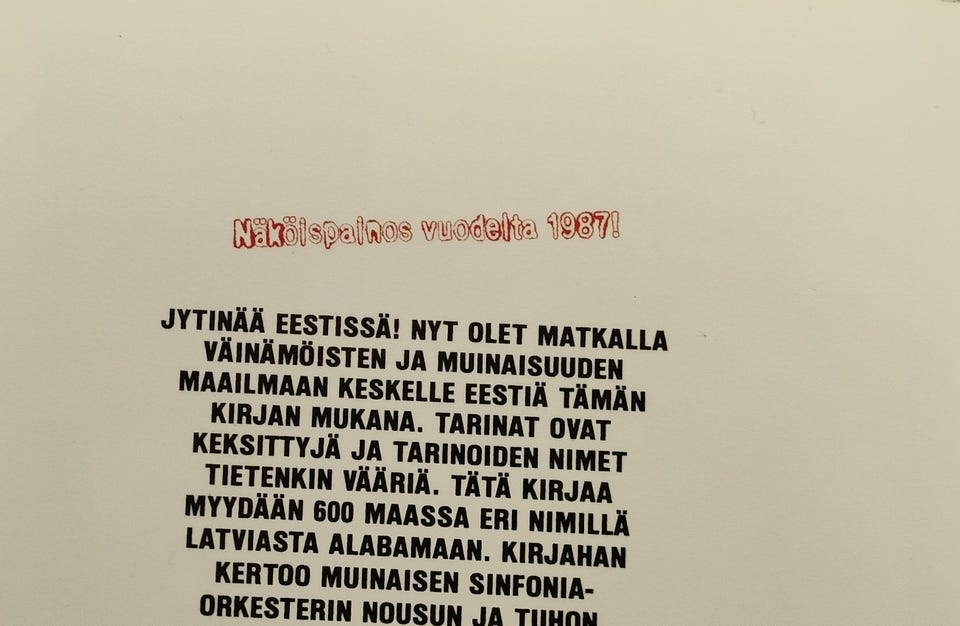 Näköispainos vuodelta 1987!
JYTINÄÄ EESTISSÄ! NYT OLET MATKALLA
VÄINÄMÖISTEN JA MUINAISUUDEN
MAAILMAAN KESKELLE EESTIÄ TÄMÄN
KIRJAN MUKANA. TARINAT OVAT
KEKSITTYJÄ JA TARINOIDEN NIMET
TIETENKIN VÄÄRIÄ. TÄTÄ KIRJAA
MYYDÄÄN 600 MAASSA ERI NIMILLÄ
LATVIASTA ALABAMAAN. KIRJAHAN
KERTOO MUINAISEN SINFONIA-
ORKESTERIN NOUSUN JA TUHON